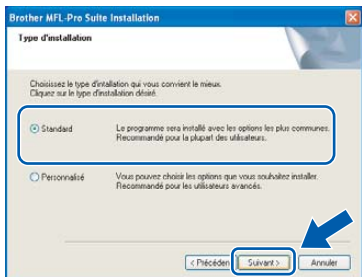 Brother MFL-Pro Suite Installation
Type d'installation
Choisissez le type d'intallation qui vous convient le mieux.
Cliquez sur le type d'installation désiré.
Standard
Le programme sera installé avec les options les plus communes.
Recommandé pour la plupart des utilisateurs.
Personnalisé
Vous pouvez choisir les options que vous souhaitez installer.
Recommandé pour les utilisateurs avancés.
< Précéden
Suivant >
Annuler